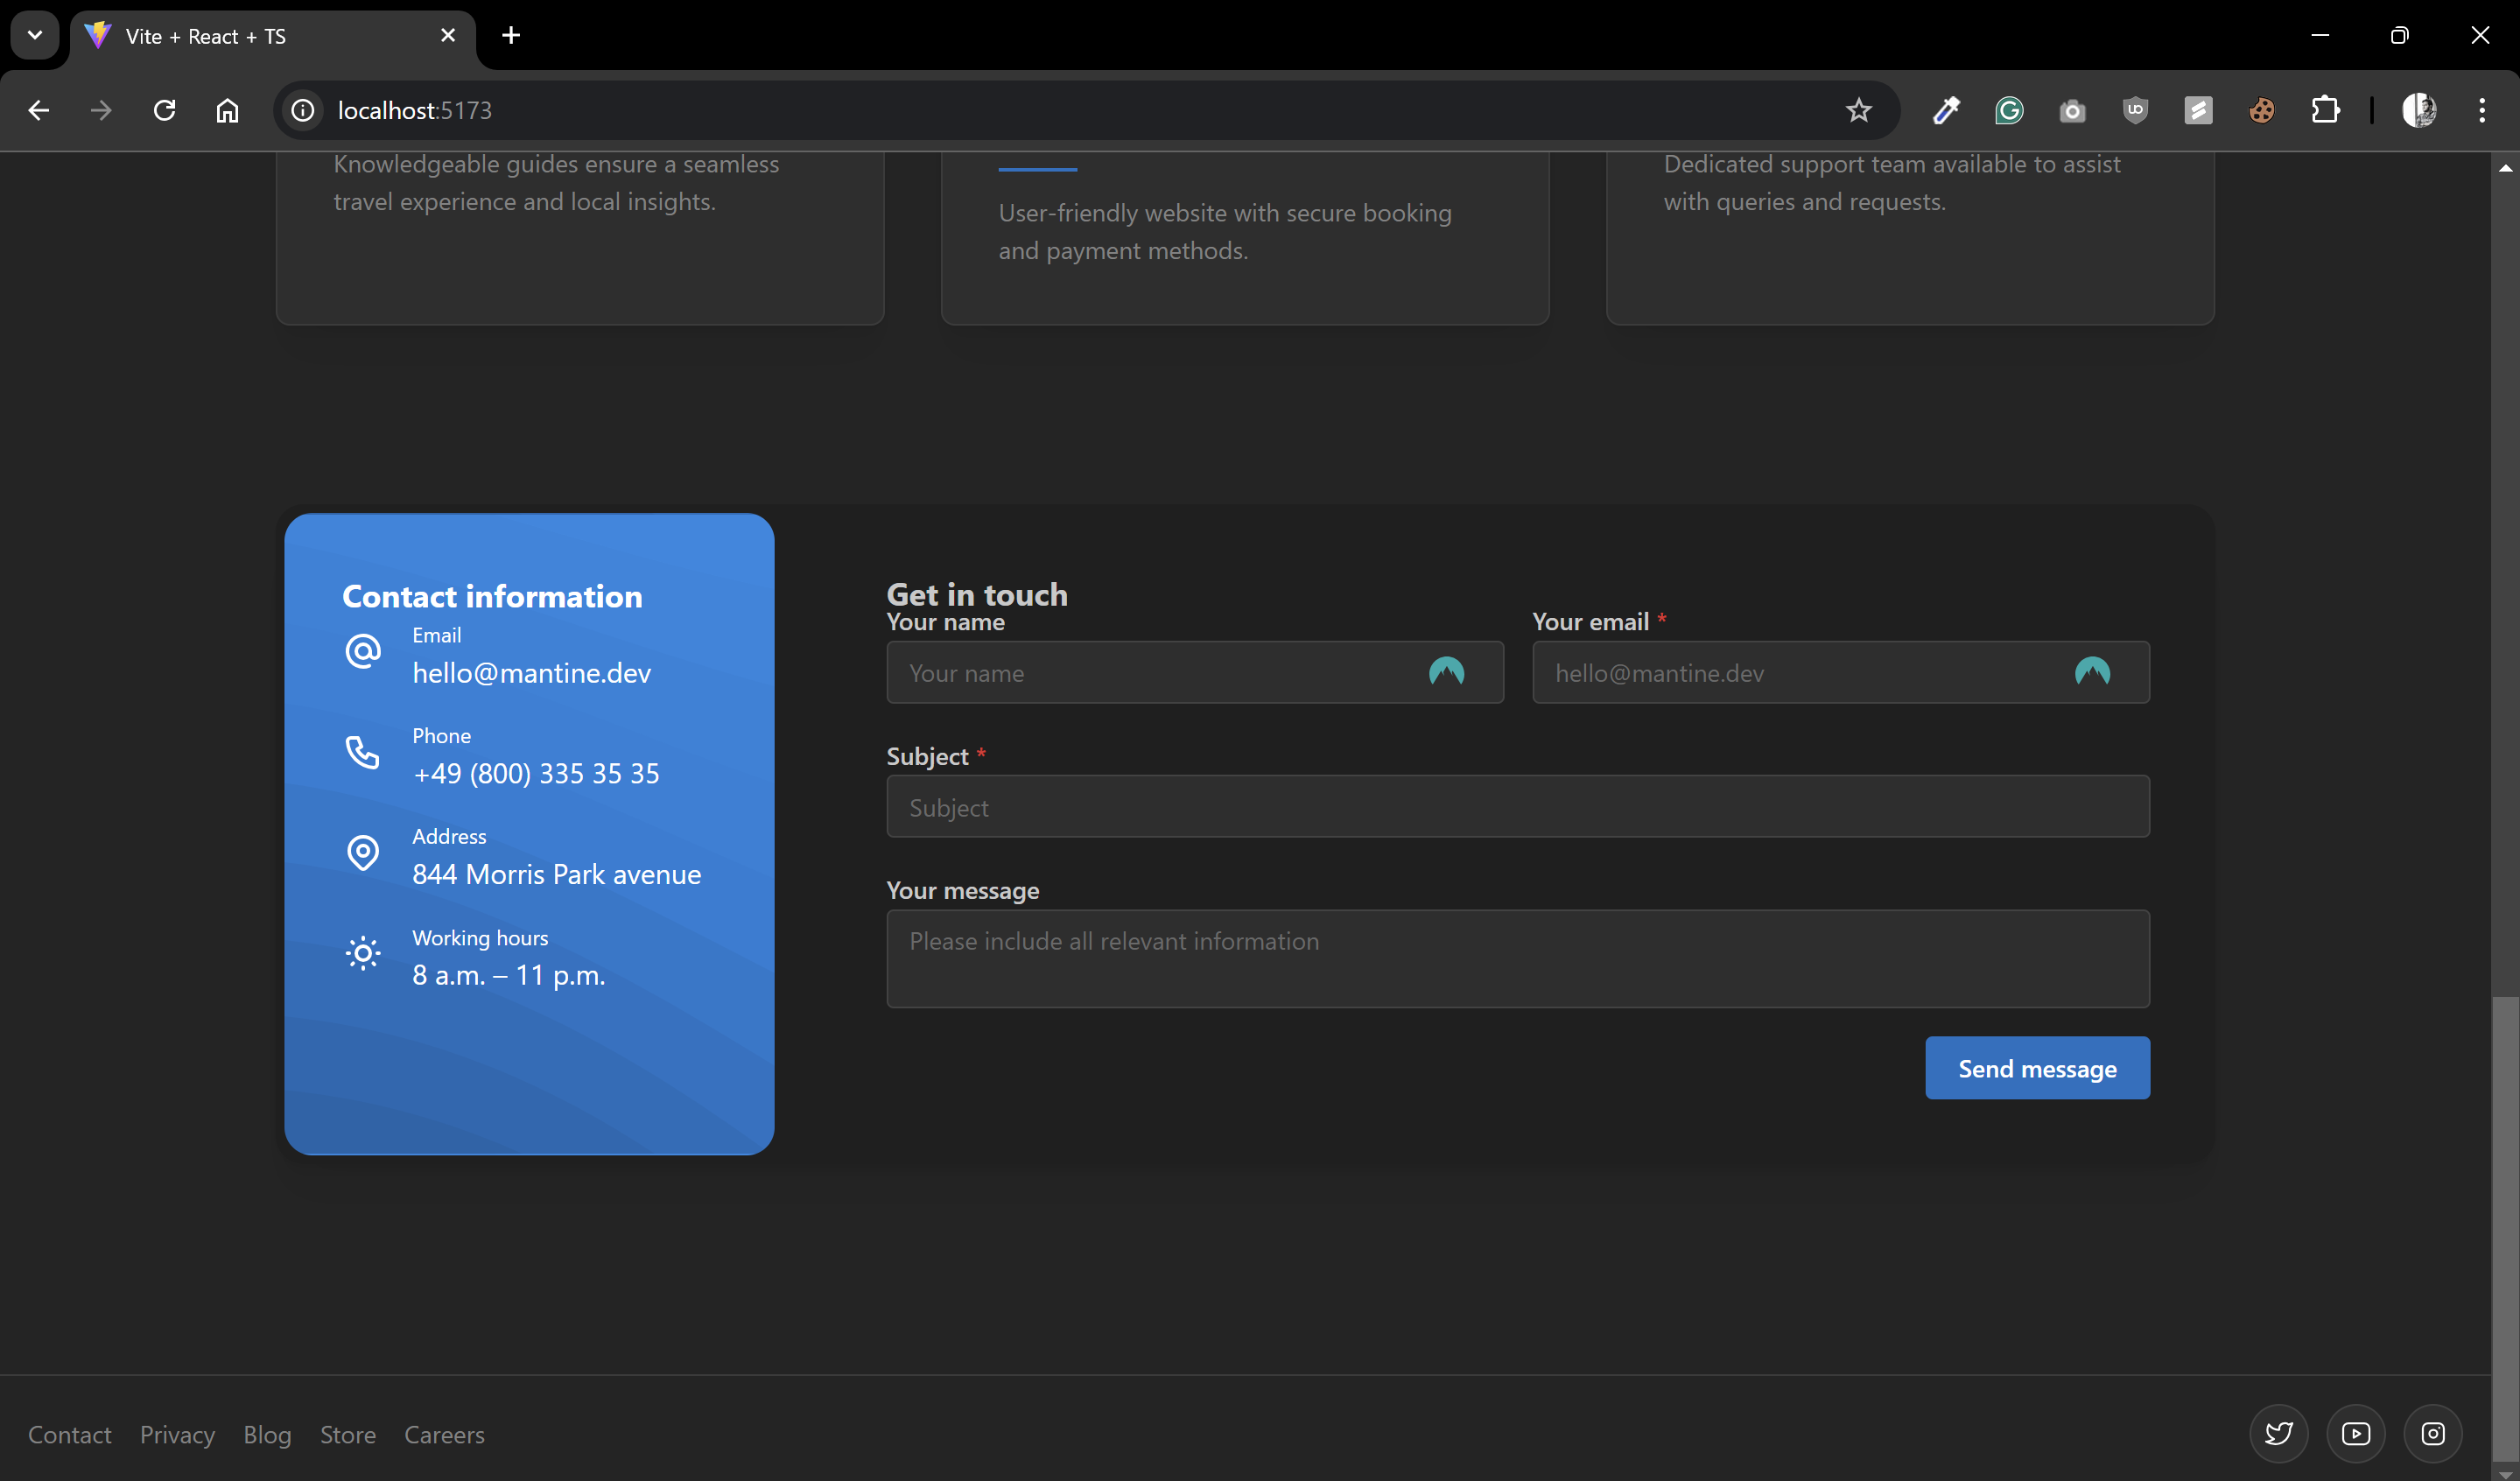 Vite + React + TS
localhost:5173
Knowledgeable guides ensure a seamless
travel experience and local insights.
User-friendly website with secure booking
and payment methods.
Dedicated support team available to assist
with queries and requests.
Contact information
Email
hello@mantine.dev
Phone
+49 (800) 335 35 35
Address
844 Morris Park avenue
Working hours
8 a.m. – 11 p.m.
Get in touch
Your name
Your name
Your email *
hello@mantine.dev
Subject *
Subject
Your message
Please include all relevant information
Send message
Contact Privacy Blog Store Careers